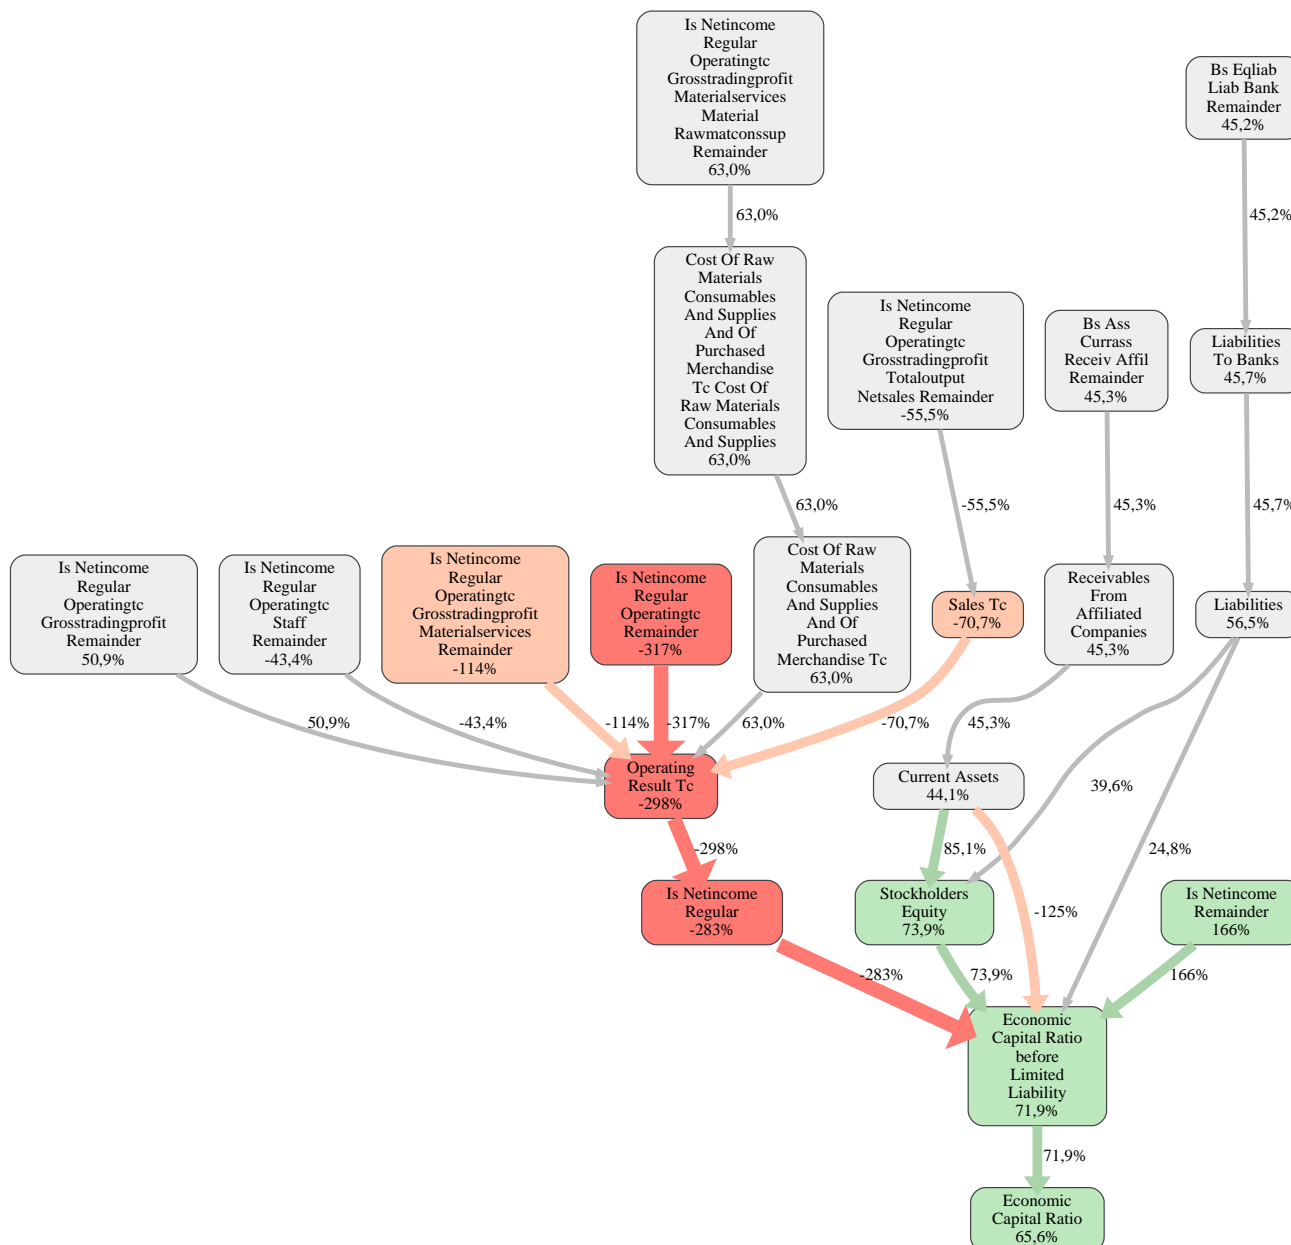 Is Netincome
Regular
Operatingtc
Grosstradingprofit
Materialservices
Material
Rawmatconssup
Remainder
63,0%
Bs Eqliab
Liab Bank
Remainder
45,2%
63,0%
45,2%
Cost Of Raw
Materials
Consumables
And Supplies
And Of
Purchased
Merchandise
Tc Cost Of
Raw Materials
Consumables
And Supplies
63,0%
Is Netincome
Regular
Operatingtc
Grosstradingprofit
Totaloutput
Netsales Remainder
-55,5%
Bs Ass
Currass
Receiv Affil
Remainder
45,3%
Liabilities
To Banks
45,7%
63,0%
-55,5%
45,3%
45,7%
Is Netincome
Regular
Operatingtc
Grosstradingprofit
Remainder
50,9%
Is Netincome
Regular
Operatingtc
Staff
Remainder
-43,4%
Is Netincome
Regular
Operatingtc
Grosstradingprofit
Materialservices
Remainder
-114%
Is Netincome
Regular
Operatingtc
Remainder
-317%
Cost Of Raw
Materials
Consumables
And Supplies
And Of
Purchased
Merchandise Tc
63,0%
Sales Tc
-70,7%
Receivables
From
Affiliated
Companies
45,3%
Liabilities
56,5%
50,9%
-43,4%
-114%
-317%
63,0%
-70,7%
45,3%
Operating
Result Tc
-298%
Current Assets
44,1%
39,6%
-298%
85,1%
24,8%
Is Netincome
Regular
-283%
Stockholders
Equity
73,9%
-125%
Is Netincome
Remainder
166%
-283%
73,9%
166%
Economic
Capital Ratio
before
Limited
Liability
71,9%
71,9%
Economic
Capital Ratio
65,6%